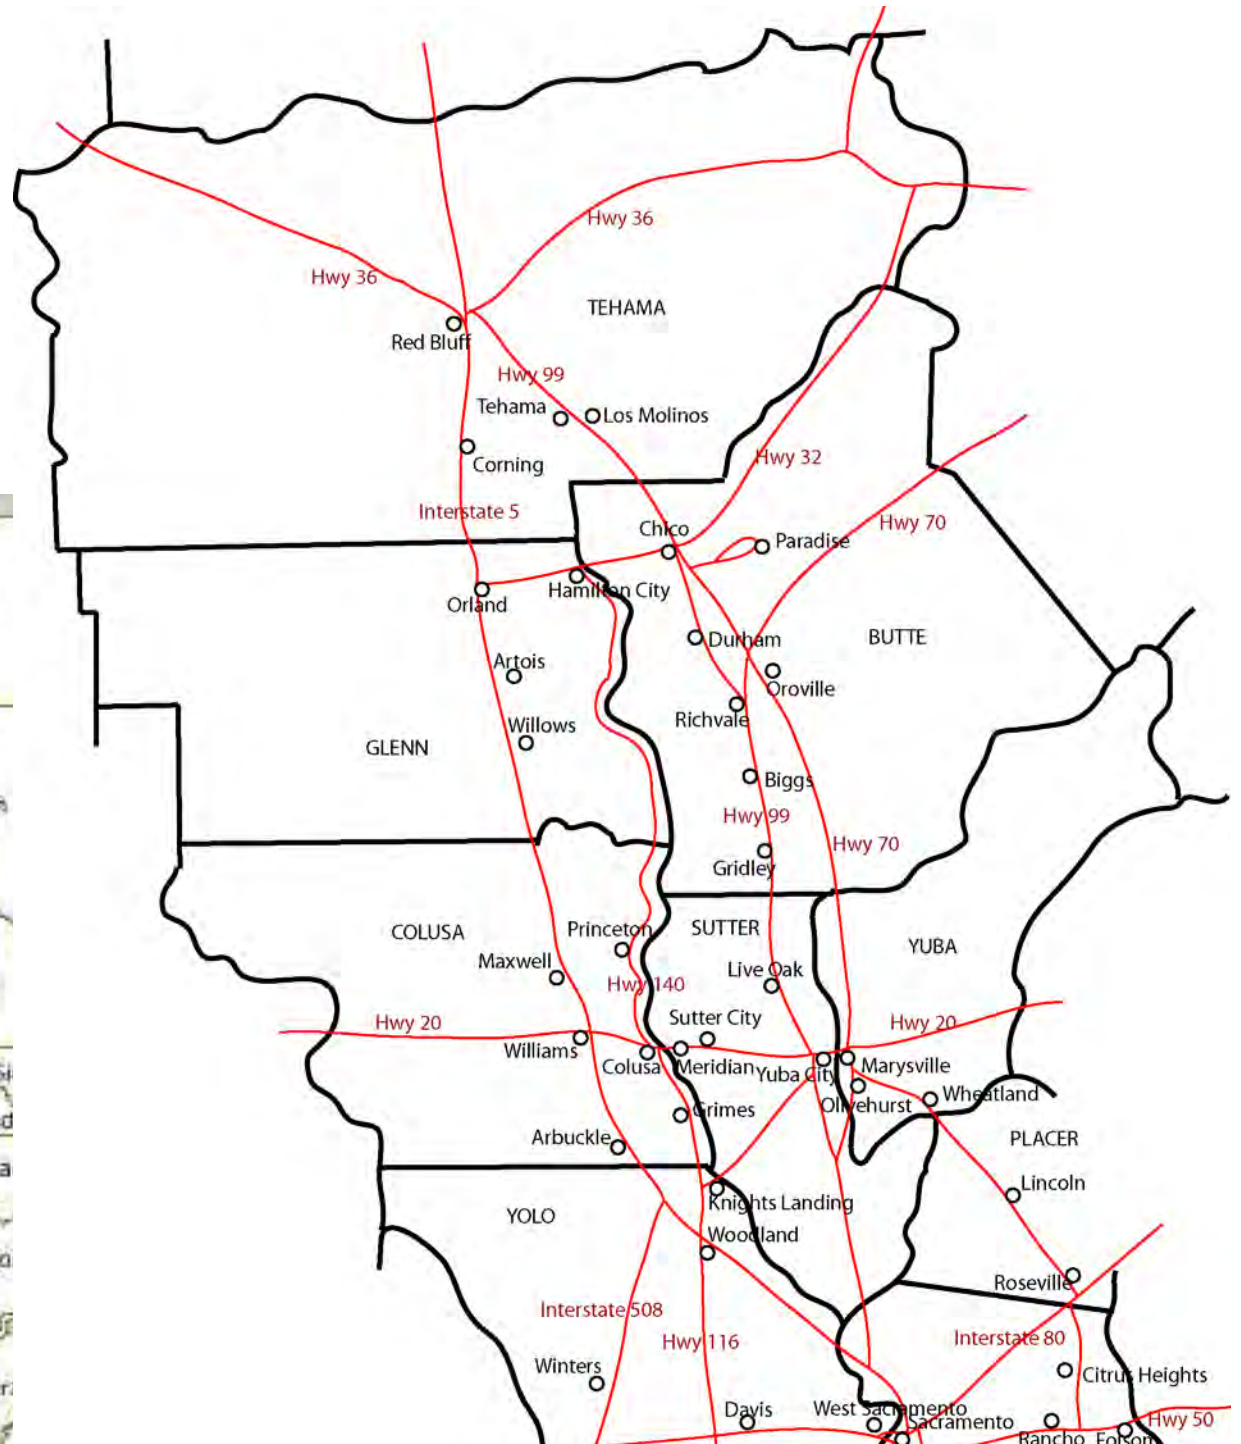 Hwy 36
Hwy 36
TEHAMA
Red Bluff
Hwy 99
Tehama
Los Molinos
Corning
Hwy 32
Interstate 5
Hwy 70
Chico
Paradise
Hamilton City
Orland
Durham
BUTTE
Artois
Oroville
Richvale
Willows
GLENN
Biggs
Hwy 99
Hwy 70
Gridley
COLUSA
Princeton
SUTTER
YUBA
Maxwell
Live Oak
Hwy 140
Hwy 20
Sutter City
Hwy 20
Williams
Colusa
Meridian
Yuba City
Marysville
Olivehurst
Wheatland
Grimes
Arbuckle
PLACER
Lincoln
Knights Landing
YOLO
Woodland
Roseville
Interstate 508
Hwy 116
Interstate 80
Winters
Citrus Heights
Davis
West Sacramento
Sacramento
Hwy 50
Rancho
Folsom